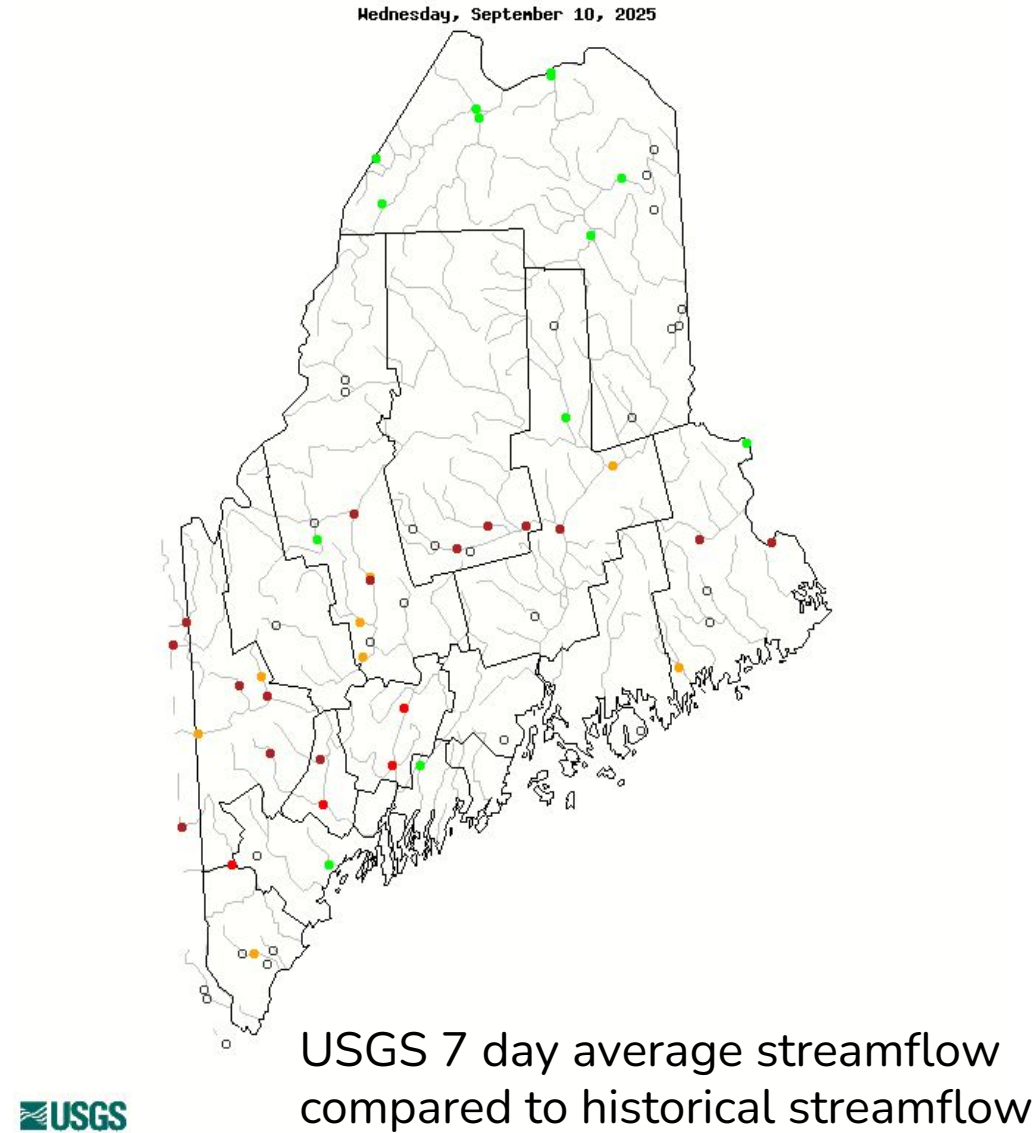 Wednesday, September 10, 2025
USGS 7 day average streamflow
compared to historical streamflow
USGS